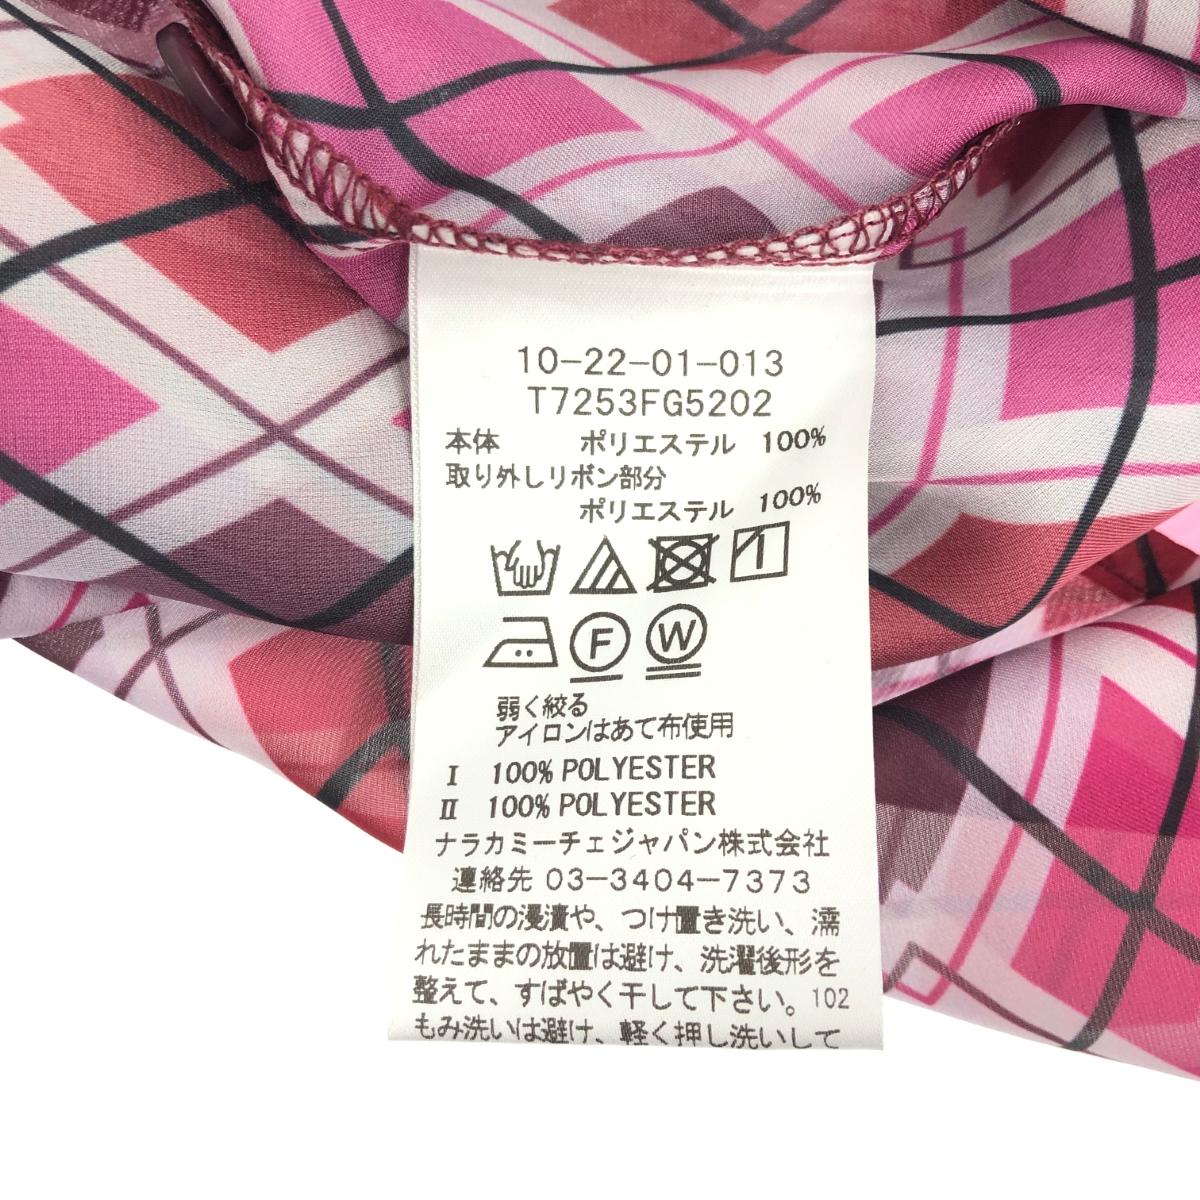 10-22-01-013
T7253FG5202
本体 ポリエステル 100%
取り外しリボン部分
ポリエステル 100%
F W
弱く絞る
アイロンはあて布使用
I 100% POLYESTER
II 100% POLYESTER
ナラカミーチェジャパン株式会社
連絡先 03-3404-7373
長時間の浸漬や、つけ置き洗い、濡
れたままの放置は避け、洗濯後形を
整えて、すばやく干して下さい。102
もみ洗いは避け、軽く押し洗いして